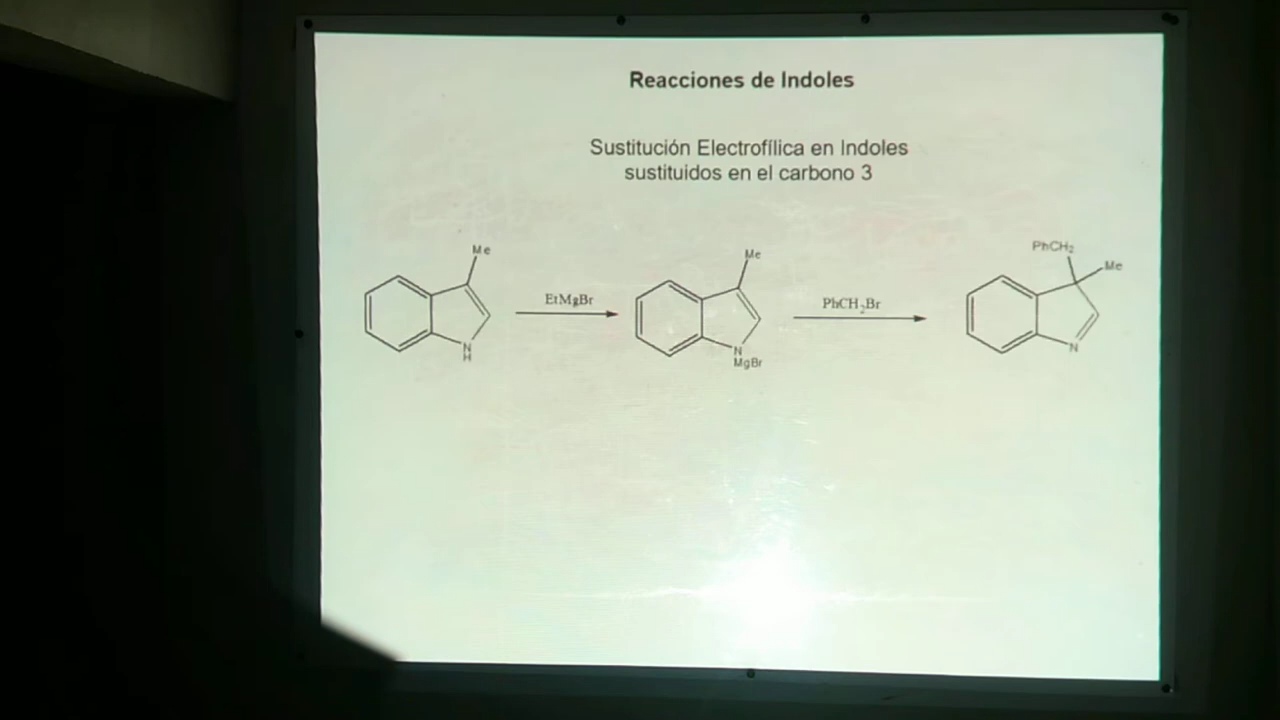 Reacciones de Indoles
Sustitución Electrofílica en Indoles
sustituidos en el carbono 3
Me
N
H
EtMgBr
Me
N
MgBr
PhCH2Br
PhCH2
Me
N